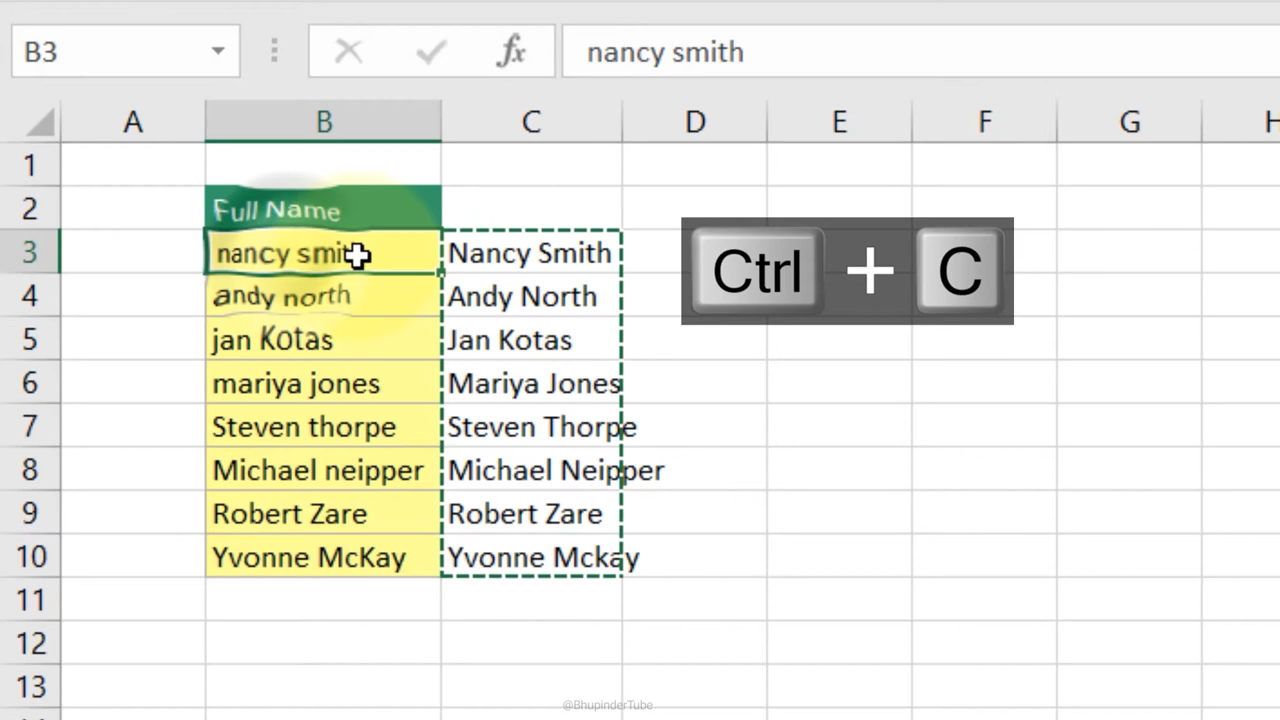 B3 fx nancy smith
A B C D E F G H
1
2 Full Name
3 nancy smith Nancy Smith Ctrl + C
4 andy north Andy North
5 jan Kotas Jan Kotas
6 mariya jones Mariya Jones
7 Steven thorpe Steven Thorpe
8 Michael neipper Michael Neipper
9 Robert Zare Robert Zare
10 Yvonne McKay Yvonne Mckay
11
12
13
@BhupinderTube